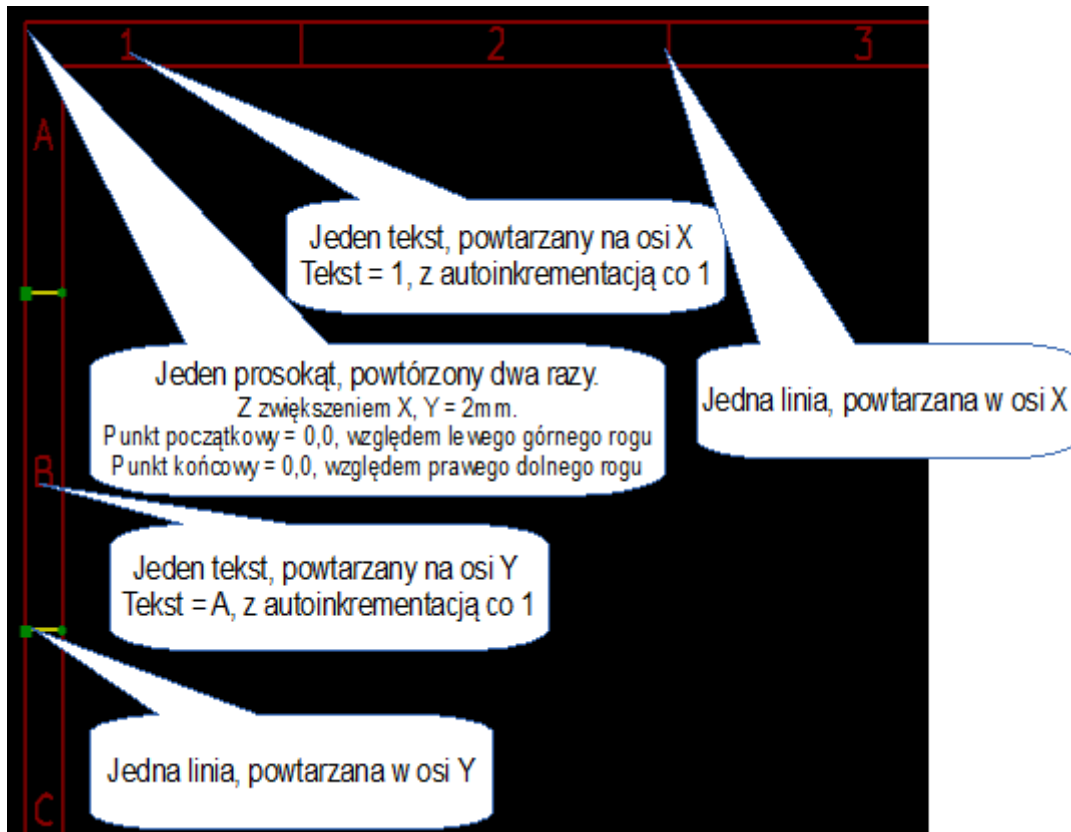 1 2 3
A
Jeden tekst, powtarzany na osi X
Tekst = 1, z autoinkrementacją co 1
Jeden prosokąt, powtórzony dwa razy.
Z zwiększeniem X, Y = 2mm.
Punkt początkowy = 0,0, względem lewego górnego rogu
Punkt końcowy = 0,0, względem prawego dolnego rogu
Jedna linia, powtarzana w osi X
B
Jeden tekst, powtarzany na osi Y
Tekst = A, z autoinkrementacją co 1
Jedna linia, powtarzana w osi Y
C